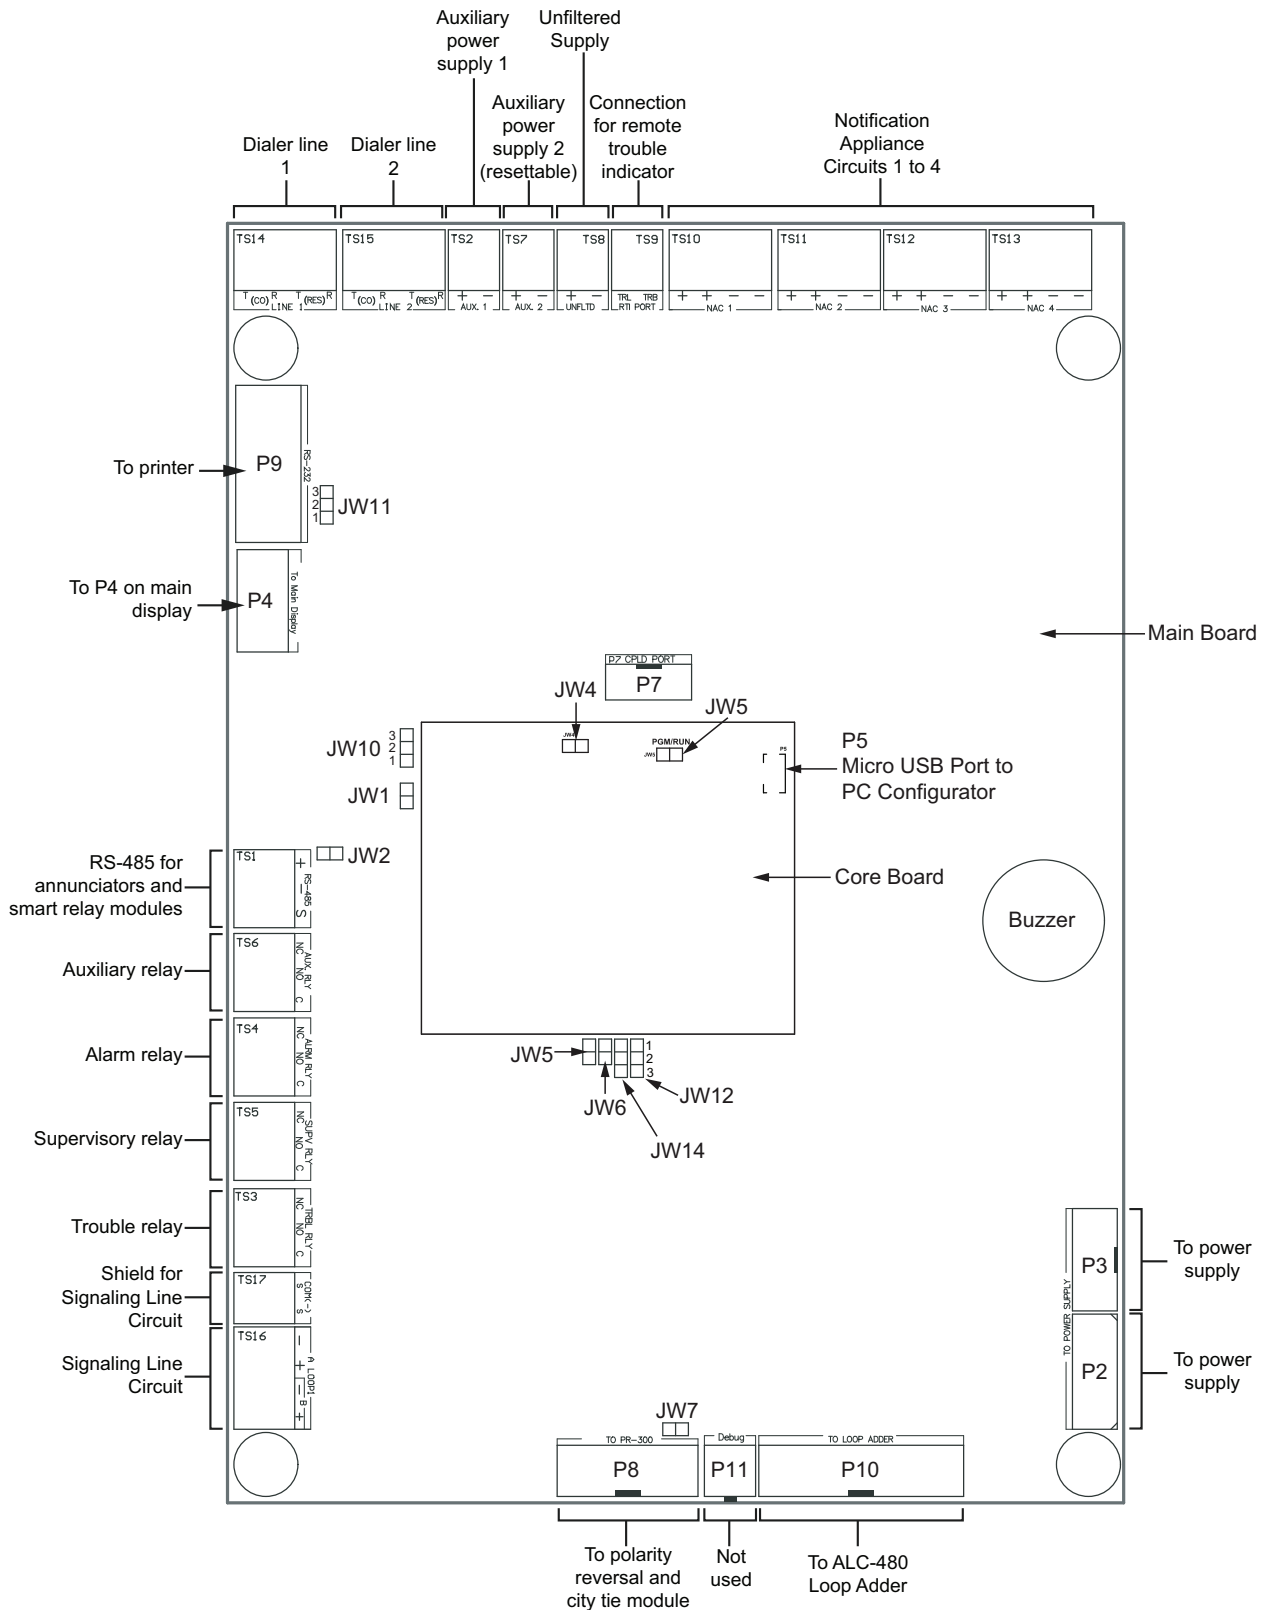 Auxiliary
power
supply 1
Unfiltered
Supply
Auxiliary
power
supply 2
(resettable)
Connection
for remote
trouble
indicator
Notification
Appliance
Circuits 1 to 4
Dialer line
1
Dialer line
2
TS14
TS15
TS2
TS7
TS8
TS9
TS10
TS11
TS12
TS13
T (CO) R T (RES) R
LINE 1
T (CO) R T (RES) R
LINE 2
+ −
AUX. 1
+ −
AUX. 2
+ −
UNFLTD
TRL TRB
RTI PORT
+ + − −
NAC 1
+ + − −
NAC 2
+ + − −
NAC 3
+ + − −
NAC 4
To printer
P9
RS-232
3
2
1
JW11
To P4 on main
display
P4
To Main Display
Main Board
P7 CPLD PORT
P7
JW4
JW4
JW5
PGM/RUN
JW5
P5
P5
Micro USB Port to
PC Configurator
JW10
3
2
1
JW1
JW2
RS-485 for
annunciators and
smart relay modules
TS1
+ − S
RS-485
Core Board
Buzzer
Auxiliary relay
TS6
NC NO C
AUX. RLY
Alarm relay
TS4
NC NO C
ALRM RLY
JW5
1
2
3
JW6
JW12
JW14
Supervisory relay
TS5
NC NO C
SUPV RLY
Trouble relay
TS3
NC NO C
TRBL RLY
Shield for
Signaling Line
Circuit
TS17
S S
COM(-)
Signaling Line
Circuit
TS16
− + − +
A LOOP1
B
P3
To power
supply
TO POWER SUPPLY
P2
To power
supply
JW7
TO PR-300
P8
Debug
P11
TO LOOP ADDER
P10
To polarity
reversal and
city tie module
Not
used
To ALC-480
Loop Adder